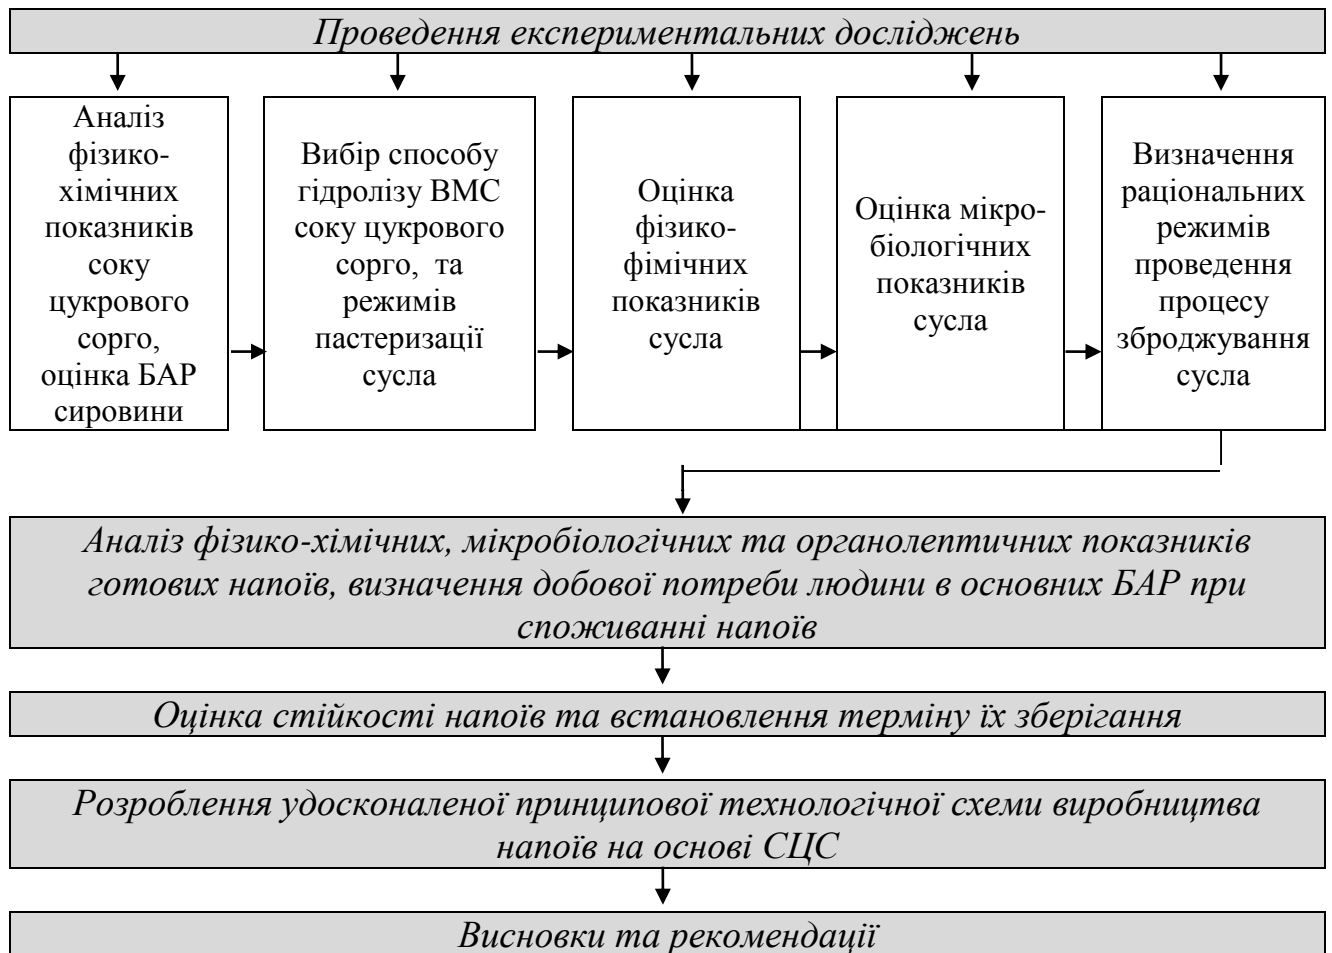 Проведення експериментальних досліджень
Аналіз
фізико-
хімічних
показників
соку
цукрового
сорго,
оцінка БАР
сировини
Вибір способу
гідролізу ВМС
соку цукрового
сорго, та
режимів
пастеризації
сусла
Оцінка
фізико-
фімічних
показників
сусла
Оцінка мікро-
біологічних
показників
сусла
Визначення
раціональних
режимів
проведення
процесу
зброджування
сусла
Аналіз фізико-хімічних, мікробіологічних та органолептичних показників
готових напоїв, визначення добової потреби людини в основних БАР при
споживанні напоїв
Оцінка стійкості напоїв та встановлення терміну їх зберігання
Розроблення удосконаленої принципової технологічної схеми виробництва
напоїв на основі СЦС
Висновки та рекомендації